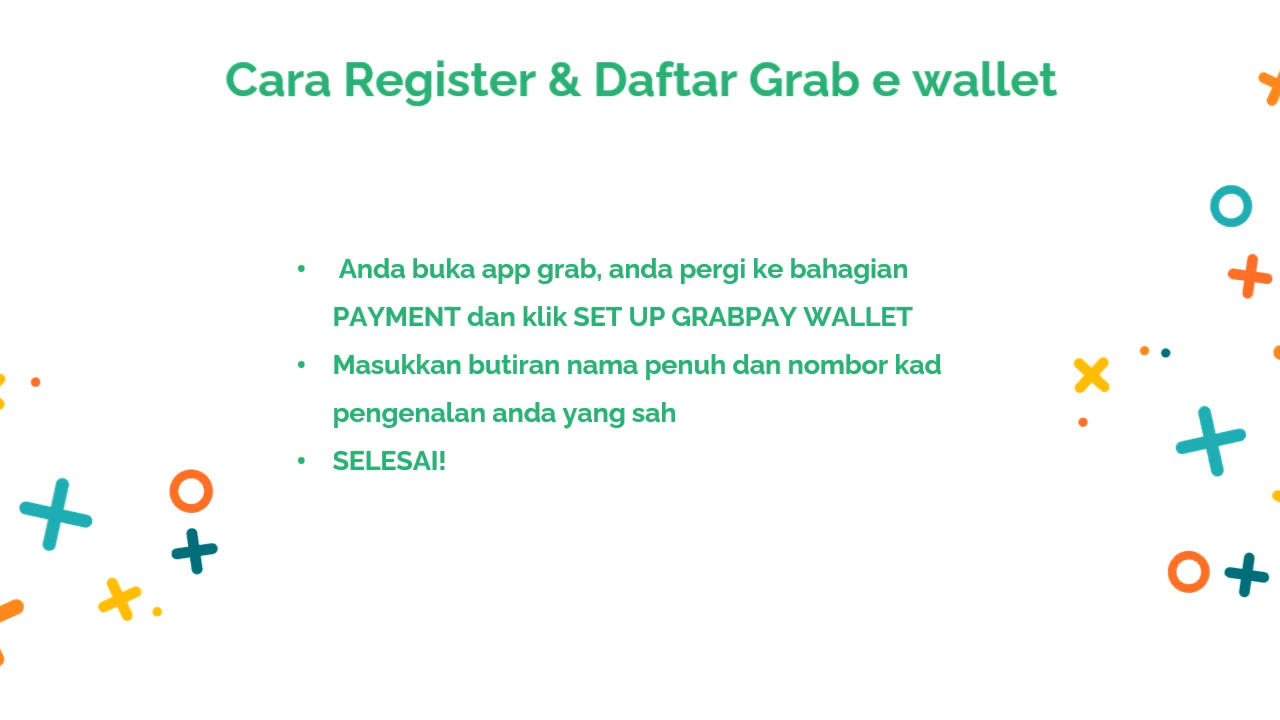 Cara Register & Daftar Grab e wallet
• Anda buka app grab, anda pergi ke bahagian
PAYMENT dan klik SET UP GRABPAY WALLET
• Masukkan butiran nama penuh dan nombor kad
pengenalan anda yang sah
• SELESAI!